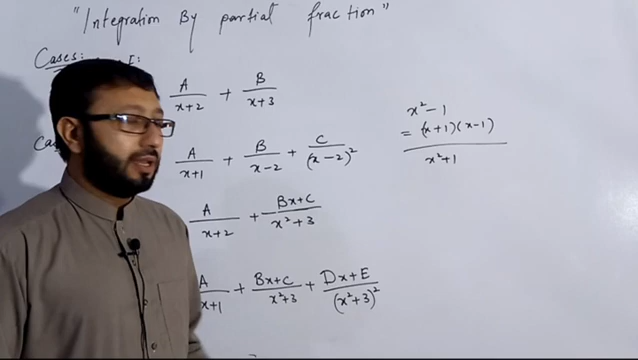 "Integration By partial fraction"
Cases: I:
A/(x+2) + B/(x+3)
A/(x+1) + B/(x-2) + C/(x-2)²
A/(x+2) + Bx+C/(x²+3)
A/(x+1) + Bx+C/(x²+3) + Dx+E/(x²+3)²
x² - 1
= (x+1)(x-1)
x²+1